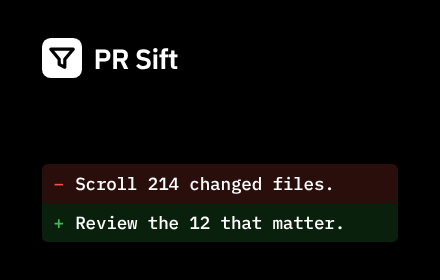 PR Sift
− Scroll 214 changed files.
+ Review the 12 that matter.